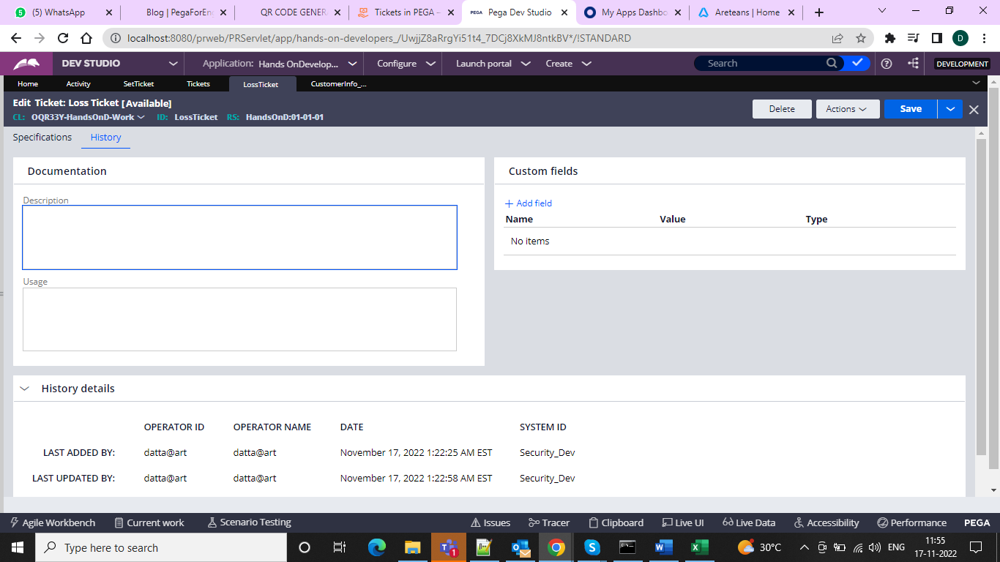 (5) WhatsApp
Blog | PegaForEng
QR CODE GENER
Tickets in PEGA –
PEGA Pega Dev Studio
My Apps Dashbo
Areteans | Home
localhost:8080/prweb/PRServlet/app/hands-on-developers_/UwjjZ8aRrgYi51t4_7DCj8XkMJ8ntkBV*/!STANDARD
D
DEV STUDIO
Application: Hands OnDevelop...
Configure
Launch portal
Create
Search
DEVELOPMENT
Home
Activity
SetTicket
Tickets
LossTicket
CustomerInfo_...
Edit Ticket: Loss Ticket [Available]
CL: OQR33Y-HandsOnD-Work ID: LossTicket RS: HandsOnD:01-01-01
Delete
Actions
Save
Specifications
History
Documentation
Description
Usage
Custom fields
+ Add field
Name Value Type
No items
History details
OPERATOR ID OPERATOR NAME DATE SYSTEM ID
LAST ADDED BY: datta@art datta@art November 17, 2022 1:22:25 AM EST Security_Dev
LAST UPDATED BY: datta@art datta@art November 17, 2022 1:22:58 AM EST Security_Dev
Agile Workbench
Current work
Scenario Testing
Issues
Tracer
Clipboard
Live UI
Live Data
Accessibility
Performance
PEGA
Type here to search
1
30°C
ENG
11:55
17-11-2022